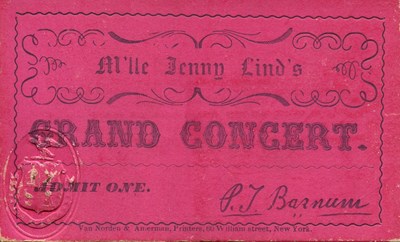 M'lle Jenny Lind's
GRAND CONCERT.
ADMIT ONE.
P. T. Barnum
Van Norden & Amerman, Printers, 60 William street, New York.